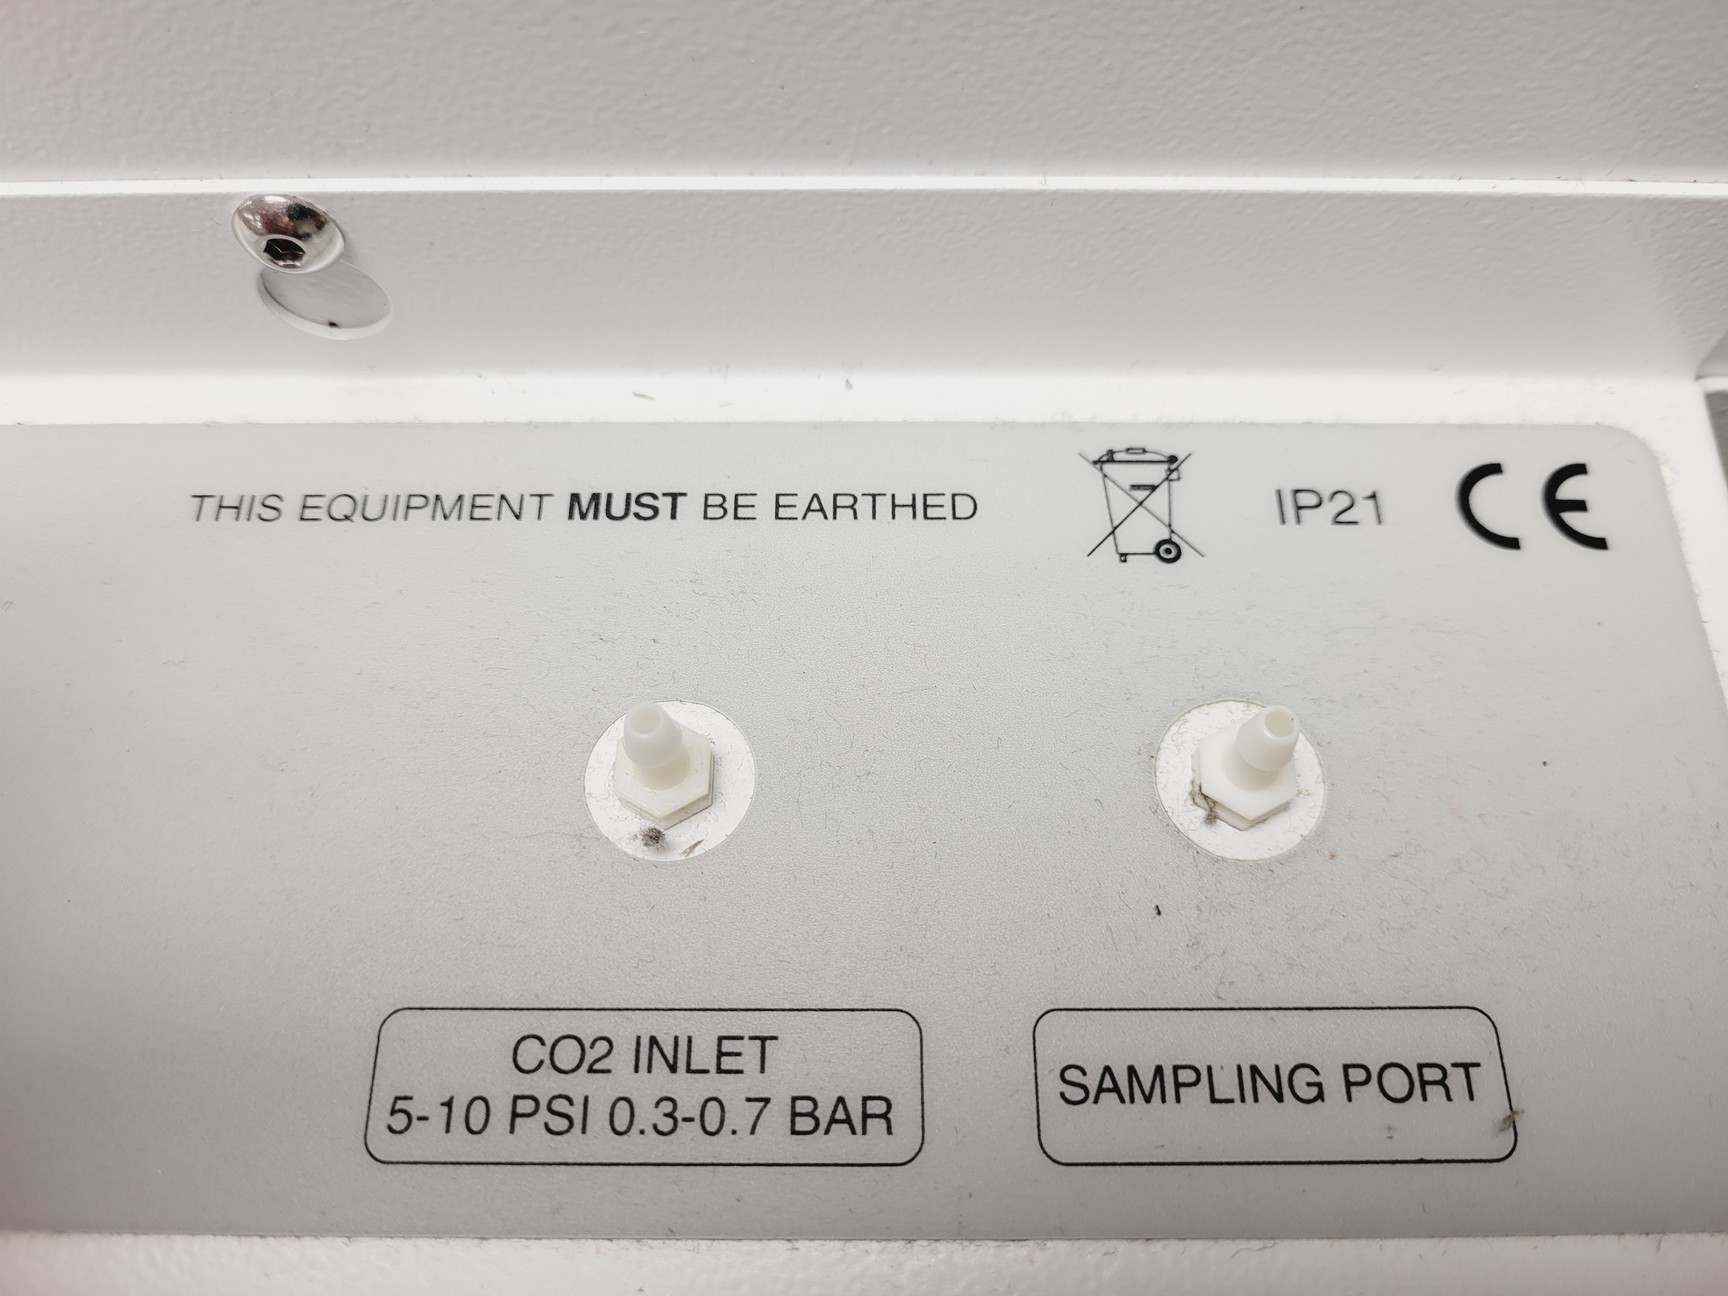 THIS EQUIPMENT MUST BE EARTHED
IP21
CE
CO2 INLET
5-10 PSI 0.3-0.7 BAR
SAMPLING PORT